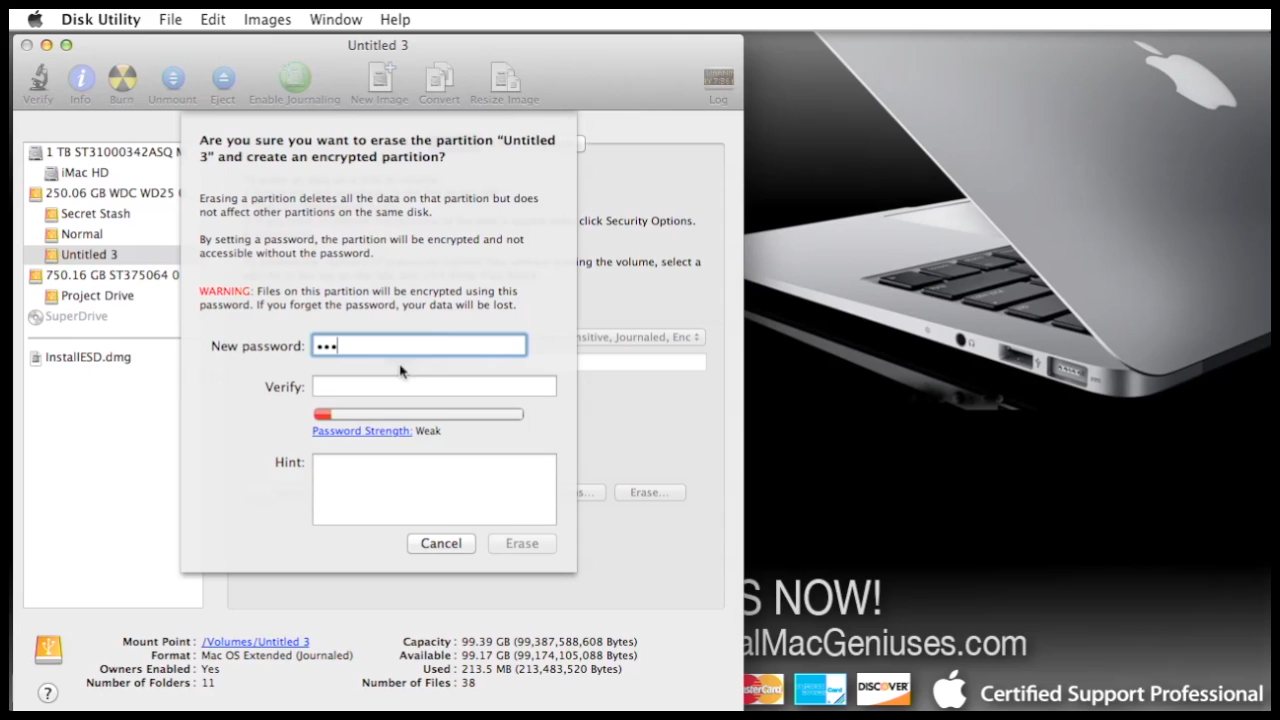 Disk Utility File Edit Images Window Help
Untitled 3
Verify Info Burn Unmount Eject Enable Journaling New Image Convert Resize Image Log
Are you sure you want to erase the partition “Untitled
3” and create an encrypted partition?
Erasing a partition deletes all the data on that partition but does
not affect other partitions on the same disk.
By setting a password, the partition will be encrypted and not
accessible without the password.
WARNING: Files on this partition will be encrypted using this
password. If you forget the password, your data will be lost.
New password: •••
Verify:
Password Strength: Weak
Hint:
Cancel Erase
1 TB ST31000342ASQ M
iMac HD
250.06 GB WDC WD25
Secret Stash
Normal
Untitled 3
750.16 GB ST375064 0
Project Drive
SuperDrive
InstallESD.dmg
click Security Options.
the volume, select a
nsitive, Journaled, Enc
s... Erase...
Mount Point : /Volumes/Untitled 3
Format : Mac OS Extended (Journaled)
Owners Enabled : Yes
Number of Folders : 11
Capacity : 99.39 GB (99,387,588,608 Bytes)
Available : 99.17 GB (99,174,105,088 Bytes)
Used : 213.5 MB (213,483,520 Bytes)
Number of Files : 38
?
S NOW!
alMacGeniuses.com
MasterCard DISCOVER Certified Support Professional